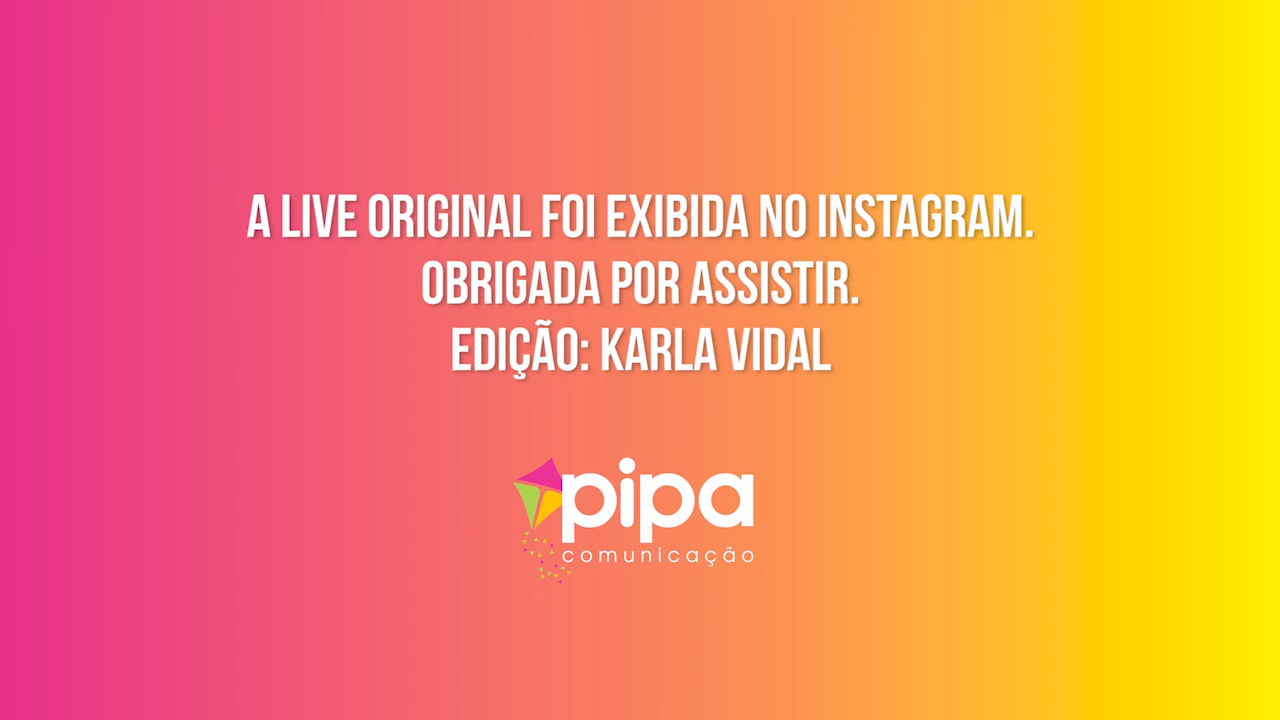 A LIVE ORIGINAL FOI EXIBIDA NO INSTAGRAM.
OBRIGADA POR ASSISTIR.
EDIÇÃO: KARLA VIDAL
pipa
comunicação